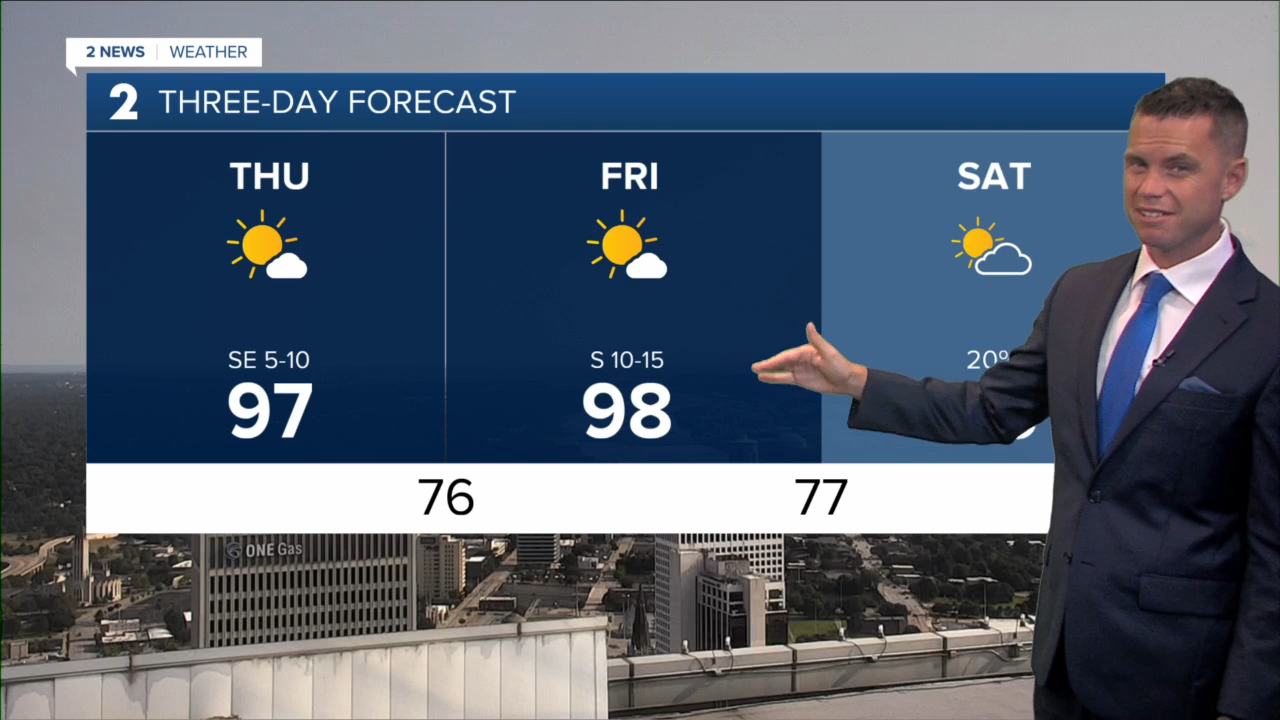 2 NEWS WEATHER
2 THREE-DAY FORECAST
THU FRI SAT
SE 5-10 S 10-15 20%
97 98
76 77
ONE Gas